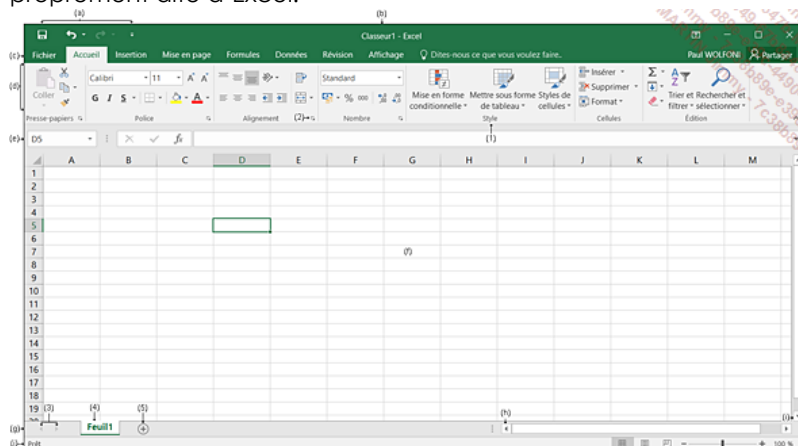 proprement dite d'Excel.
(a) (b)
Classeur1 - Excel
(c) Fichier Accueil Insertion Mise en page Formules Données Révision Affichage Dites-nous ce que vous voulez faire... Paul WOLFONI Partager
(d) Coller Calibri 11 A A Standard Mise en forme conditionnelle Mettre sous forme de tableau Styles de cellules Insérer Supprimer Format Trier et filtrer Rechercher et sélectionner
G I S A % 000
Presse-papiers Police Alignement (2) Nombre Style Cellules Édition
(e) D5 fx (1)
A B C D E F G H I J K L M
1
2
3
4
5
6
7 (f)
8
9
10
11
12
13
14
15
16
17
18
19 (3) (4) (5) (h) (i)
(g) Feuil1
(j) Prêt 100 %